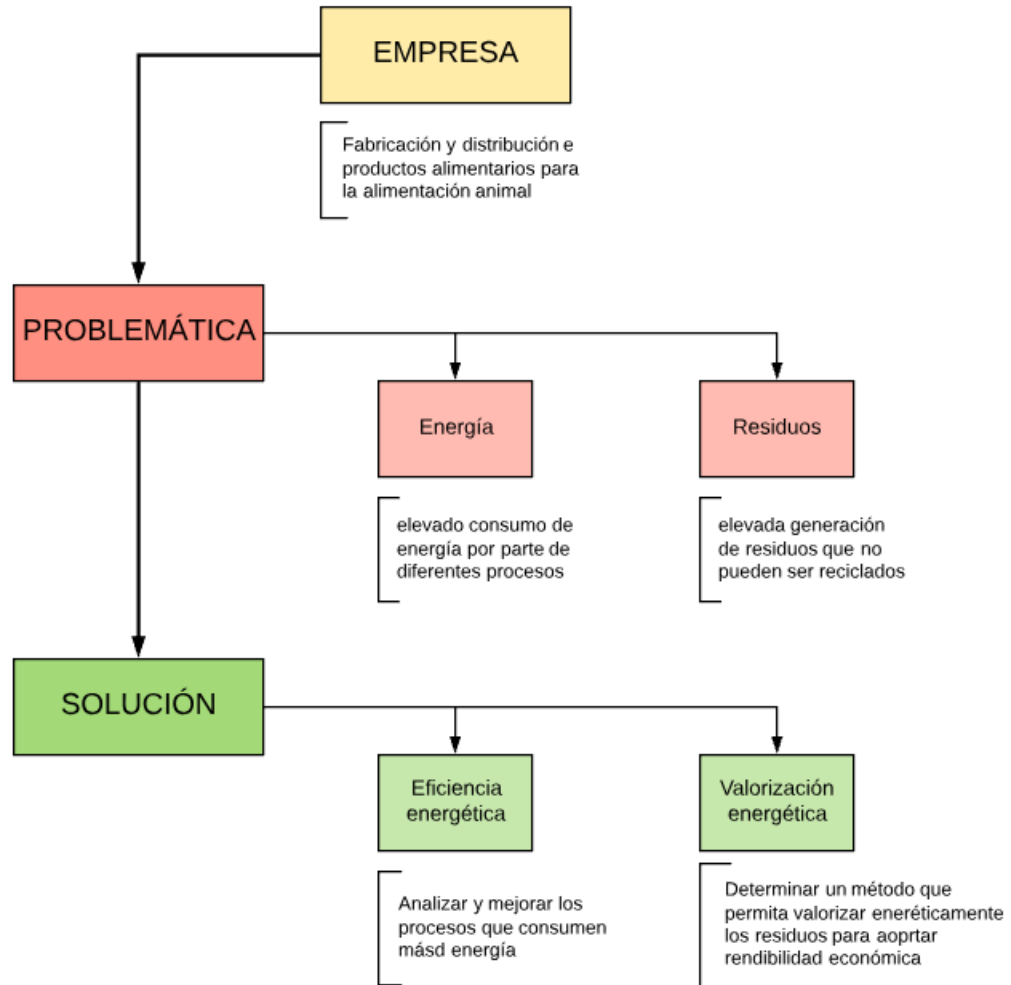 EMPRESA
Fabricación y distribución e
productos alimentarios para
la alimentación animal
PROBLEMÁTICA
Energía
Residuos
elevado consumo de
energía por parte de
diferentes procesos
elevada generación
de residuos que no
pueden ser reciclados
SOLUCIÓN
Eficiencia
energética
Valorización
energética
Analizar y mejorar los
procesos que consumen
másd energía
Determinar un método que
permita valorizar eneréticamente
los residuos para aoprtar
rendibilidad económica